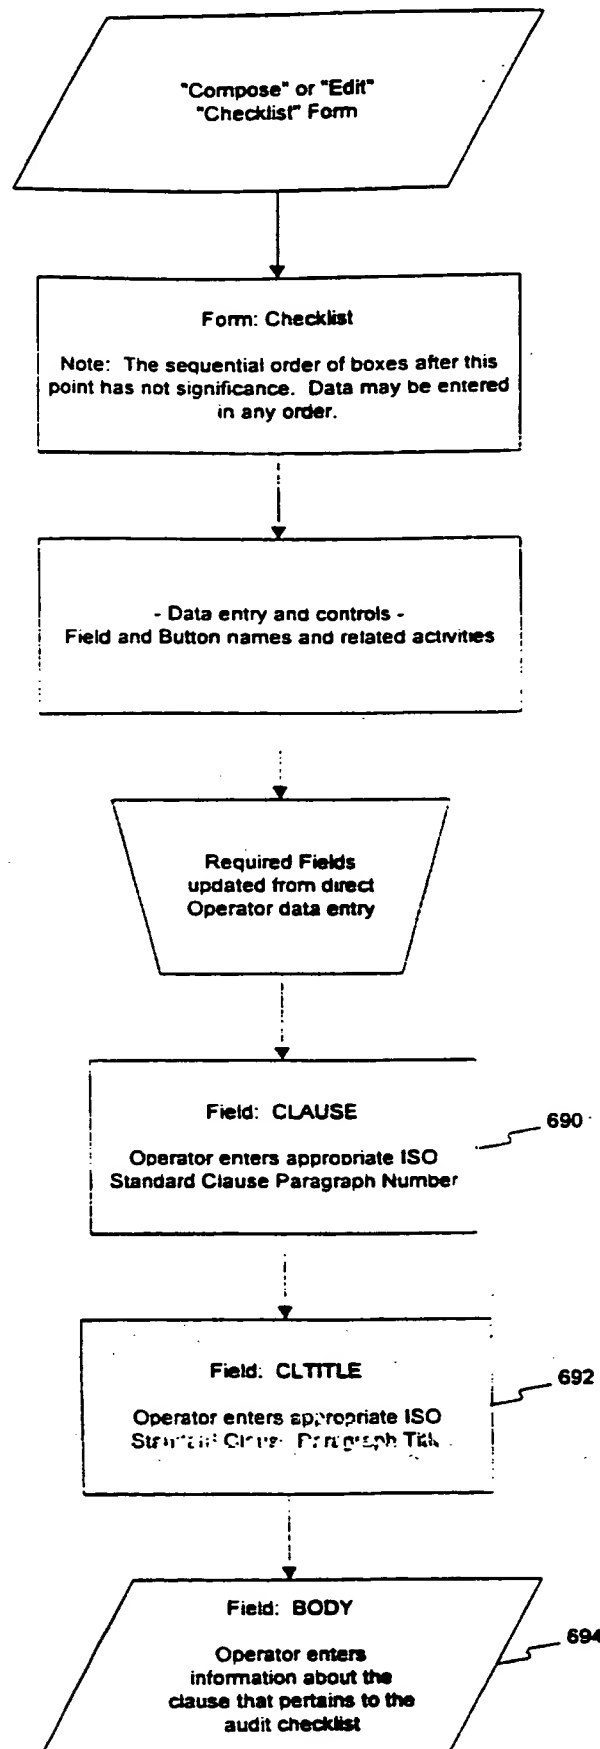 "Compose" or "Edit"
"Checklist" Form
Form: Checklist
Note: The sequential order of boxes after this
point has not significance. Data may be entered
in any order.
- Data entry and controls -
Field and Button names and related activities
Required Fields
updated from direct
Operator data entry
Field: CLAUSE
690
Operator enters appropriate ISO
Standard Clause Paragraph Number
Field: CLTITLE
692
Operator enters appropriate ISO
Standard Clause Paragraph Title
Field: BODY
694
Operator enters
information about the
clause that pertains to the
audit checklist